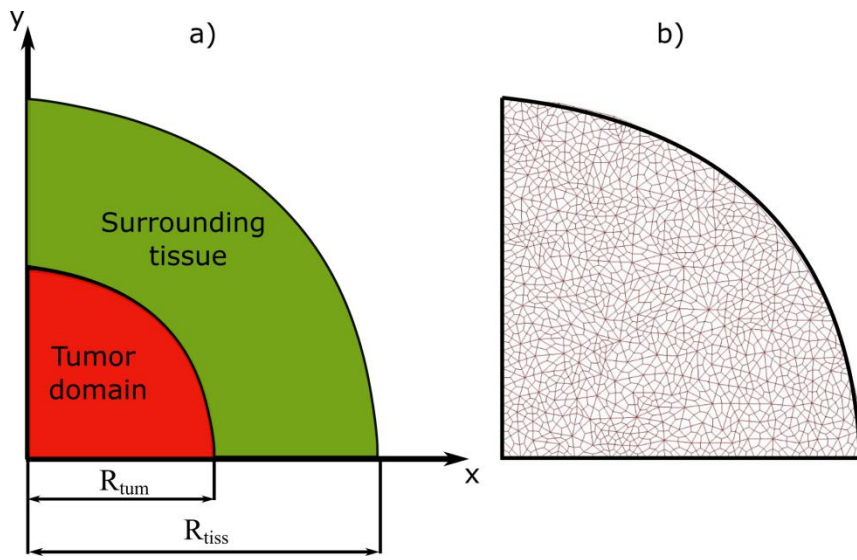 a)
b)
y
Surrounding
tissue
Tumor
domain
x
R_tum
R_tiss